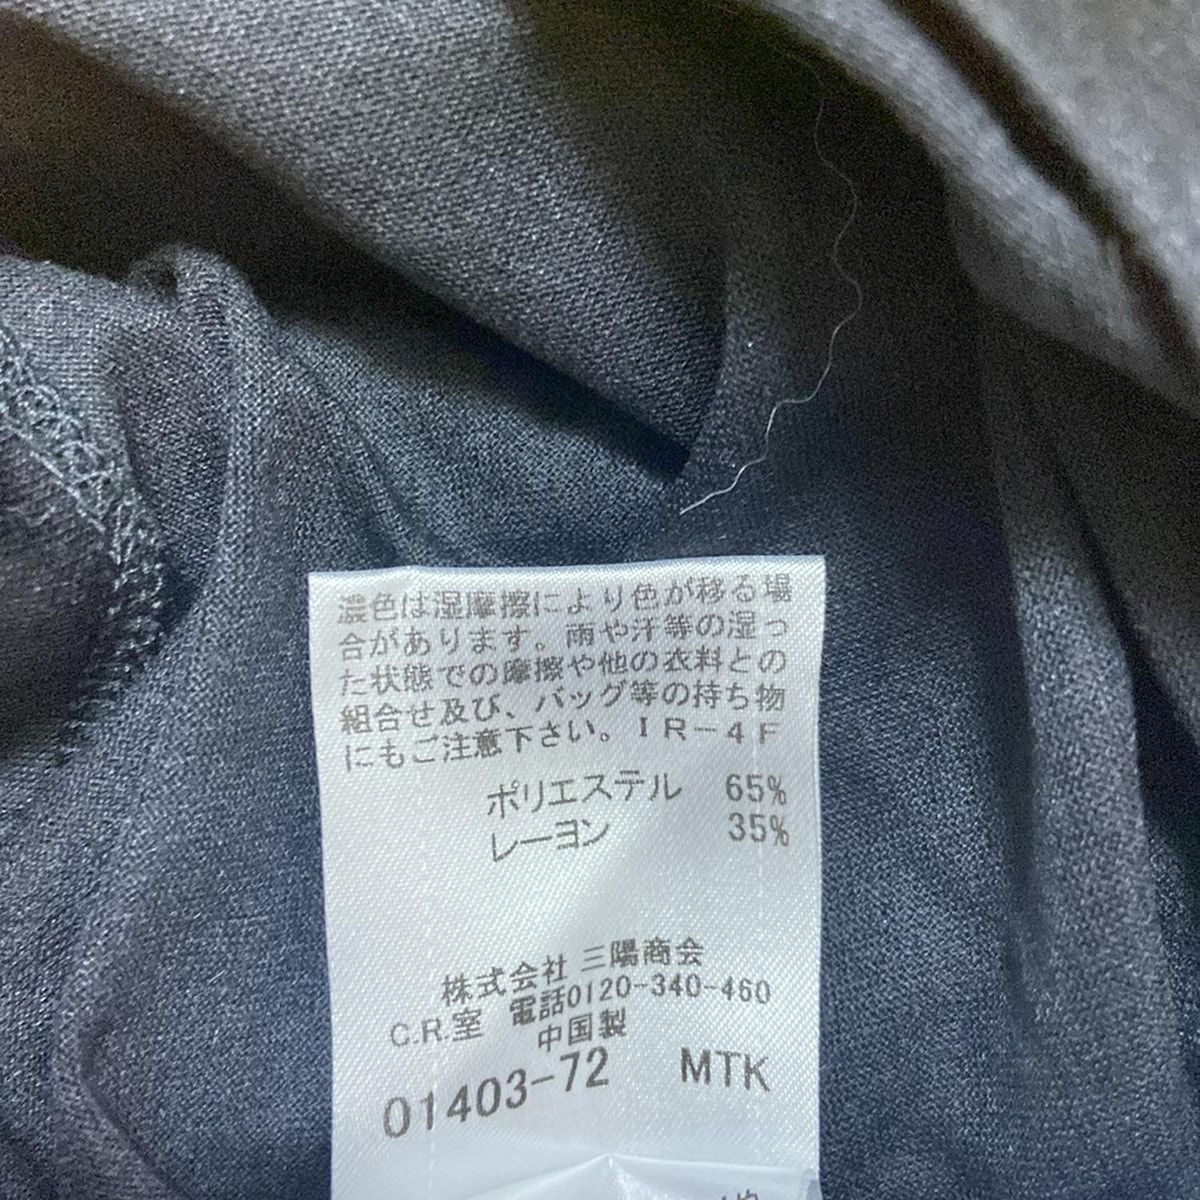 濃色は湿摩擦により色が移る場
合があります。雨や汗等の湿っ
た状態での摩擦や他の衣料との
組合せ及び、バッグ等の持ち物
にもご注意下さい。IR-4F
ポリエステル 65%
レーヨン 35%
株式会社 三陽商会
C.R.室 電話0120-340-460
中国製
01403-72 MTK